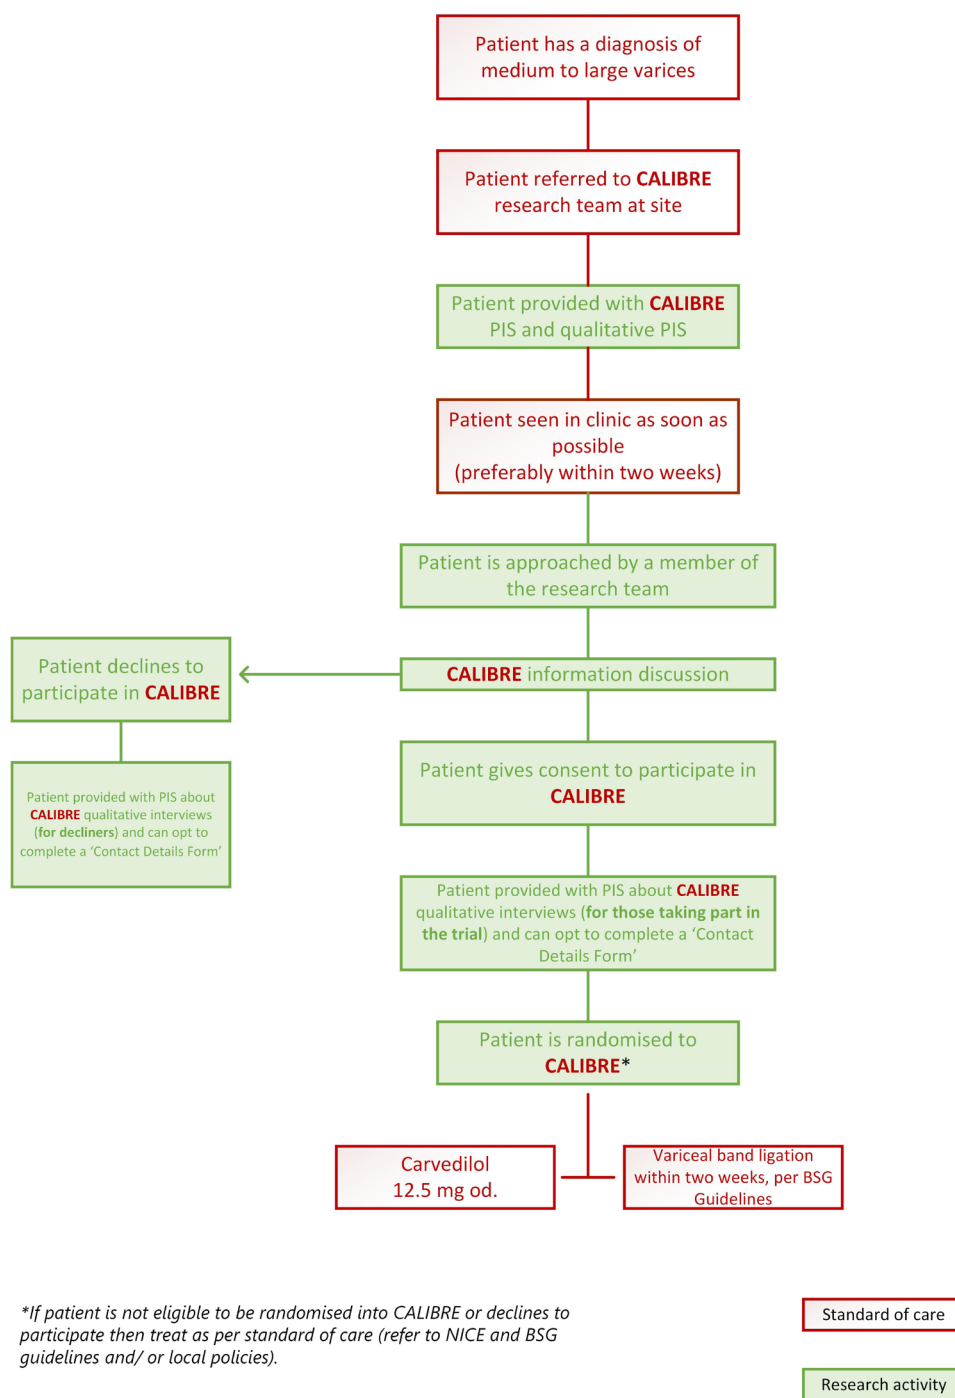 Patient has a diagnosis of
medium to large varices
Patient referred to CALIBRE
research team at site
Patient provided with CALIBRE
PIS and qualitative PIS
Patient seen in clinic as soon as
possible
(preferably within two weeks)
Patient is approached by a member of
the research team
CALIBRE information discussion
Patient declines to
participate in CALIBRE
Patient provided with PIS about
CALIBRE qualitative interviews
(for decliners) and can opt to
complete a ‘Contact Details Form’
Patient gives consent to participate in
CALIBRE
Patient provided with PIS about CALIBRE
qualitative interviews (for those taking part in
the trial) and can opt to complete a ‘Contact
Details Form’
Patient is randomised to
CALIBRE*
Carvedilol
12.5 mg od.
Variceal band ligation
within two weeks, per BSG
Guidelines
*If patient is not eligible to be randomised into CALIBRE or declines to
participate then treat as per standard of care (refer to NICE and BSG
guidelines and/ or local policies).
Standard of care
Research activity